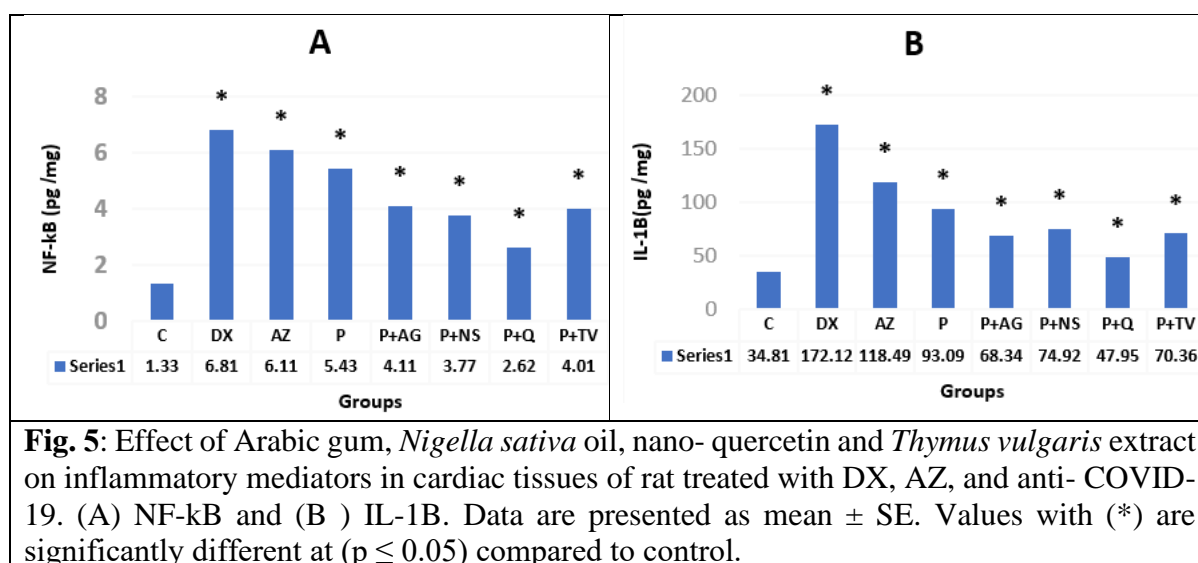 A
NF-kB (pg /mg)
8
6
4
2
0
* * * * * * *
C DX AZ P P+AG P+NS P+Q P+TV
Series1 1.33 6.81 6.11 5.43 4.11 3.77 2.62 4.01
Groups
B
IL-1B(pg /mg)
200
150
100
50
0
* * * * * * *
C DX AZ P P+AG P+NS P+Q P+TV
Series1 34.81 172.12 118.49 93.09 68.34 74.92 47.95 70.36
Groups
Fig. 5: Effect of Arabic gum, Nigella sativa oil, nano- quercetin and Thymus vulgaris extract
on inflammatory mediators in cardiac tissues of rat treated with DX, AZ, and anti- COVID-
19. (A) NF-kB and (B ) IL-1B. Data are presented as mean ± SE. Values with (*) are
significantly different at (p ≤ 0.05) compared to control.